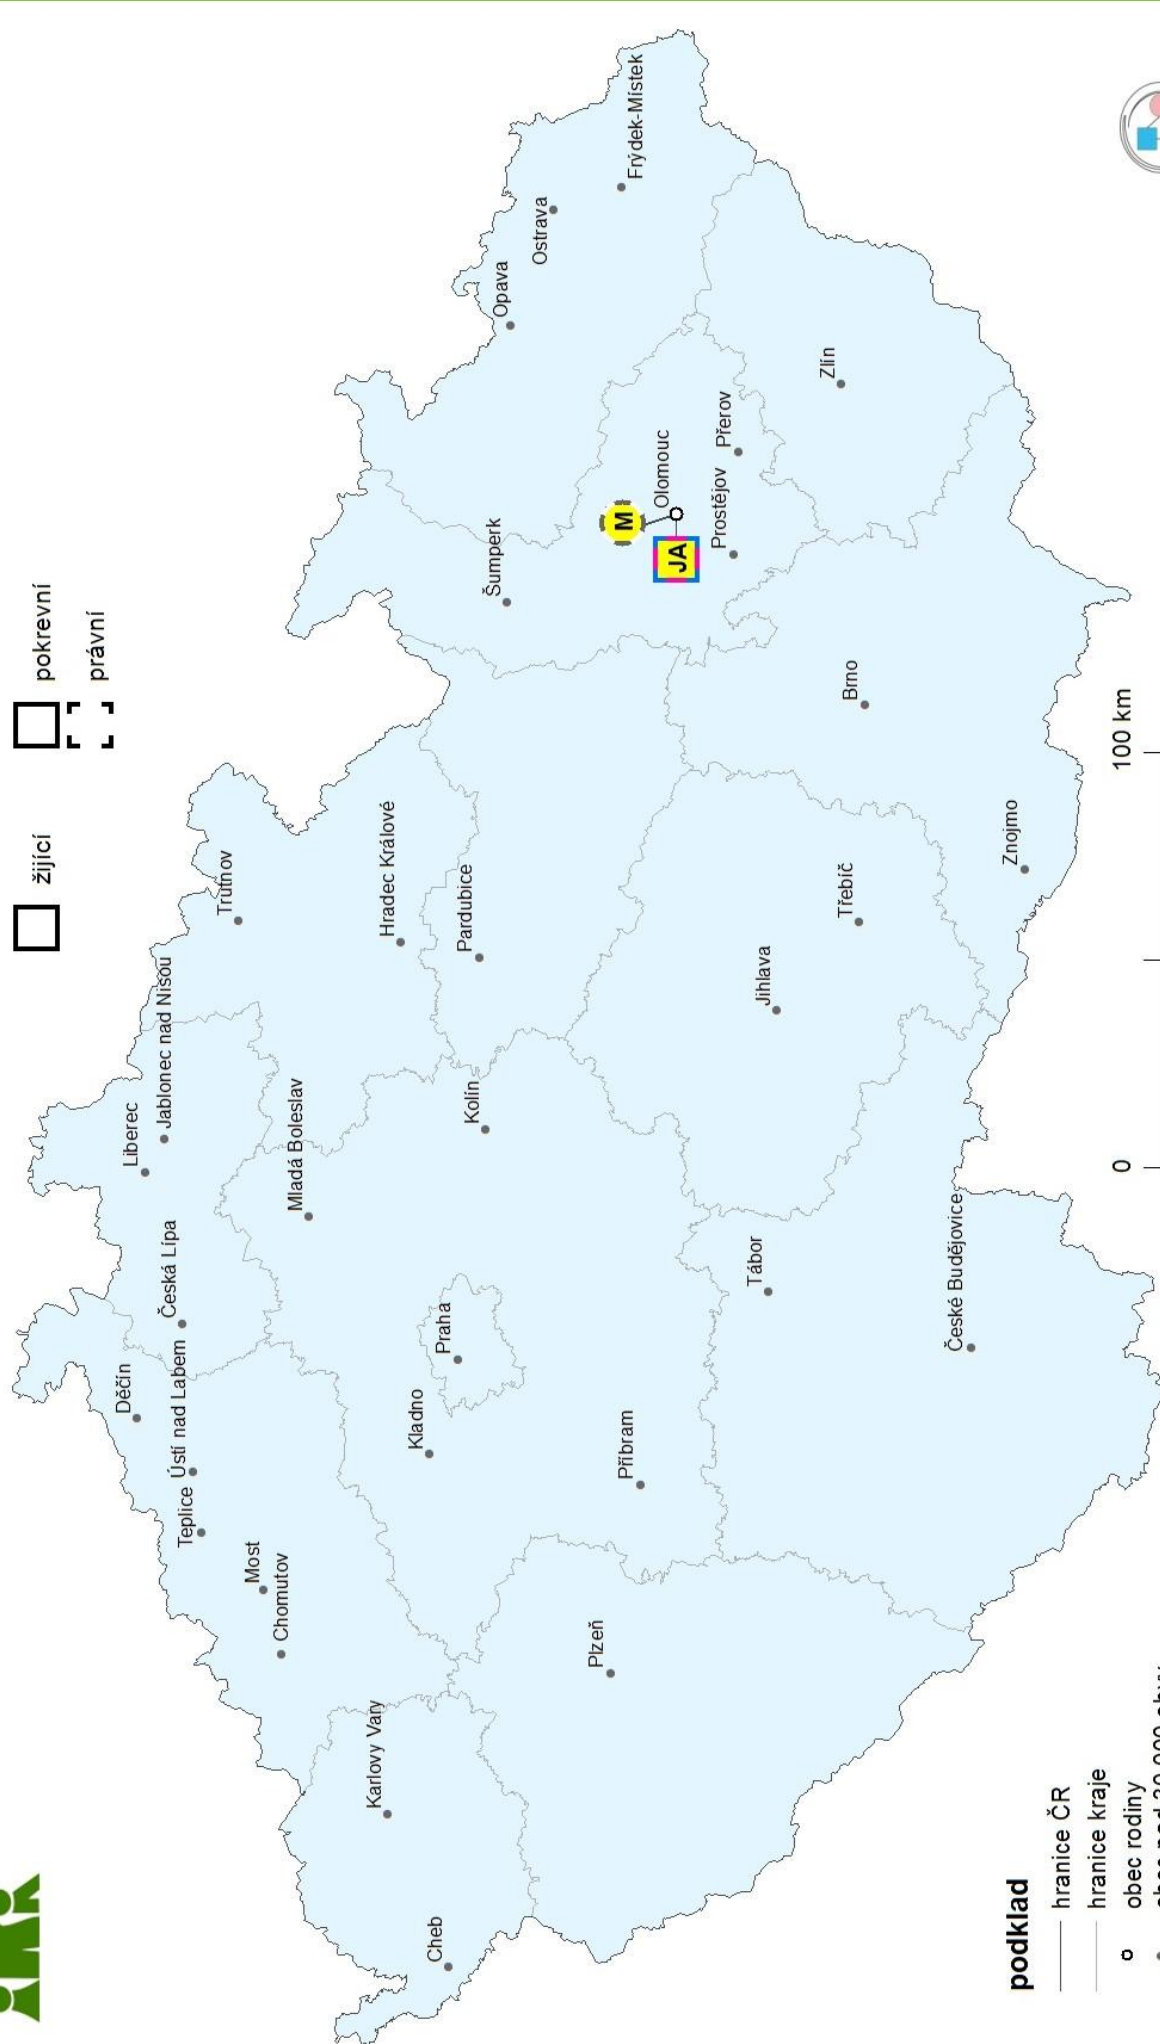 žijící
pokrevní
právní
Děčín
Liberec
Jablonec nad Nisou
Česká Lípa
Ústí nad Labem
Teplice
Most
Chomutov
Trutnov
Mladá Boleslav
Hradec Králové
Karlovy Vary
Kladno
Praha
Cheb
Kolín
Pardubice
Šumperk
Opava
Ostrava
Frýdek-Místek
M
Olomouc
JA
Prostějov
Přerov
Plzeň
Příbram
Tábor
Jihlava
Třebíč
Brno
Zlín
České Budějovice
Znojmo
podklad
hranice ČR
hranice kraje
obec rodiny
0
100 km